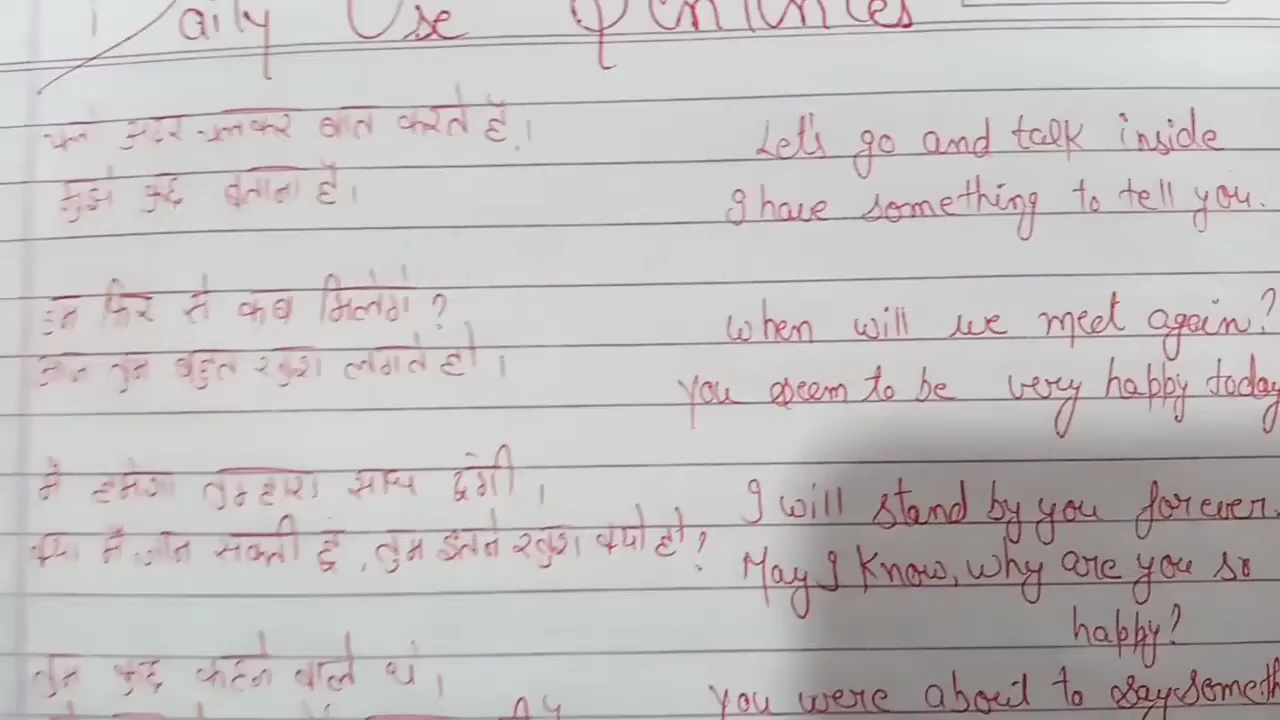 Daily Use Sentences
चलो अंदर चलकर बात करते हैं। Let's go and talk inside
मुझे कुछ बताना है। I have something to tell you.
हम फिर से कब मिलेगें? When will we meet again?
आज तुम बहुत खुश लगते हो। You seem to be very happy today
मै हमेशा तुम्हारा साथ दूंगी। I will stand by you forever.
क्या मै जान सकती हूँ, तुम इतने खुश क्यो हो? May I know, why are you so
happy?
तुम कुछ कहने वाले थे। You were about to say someth